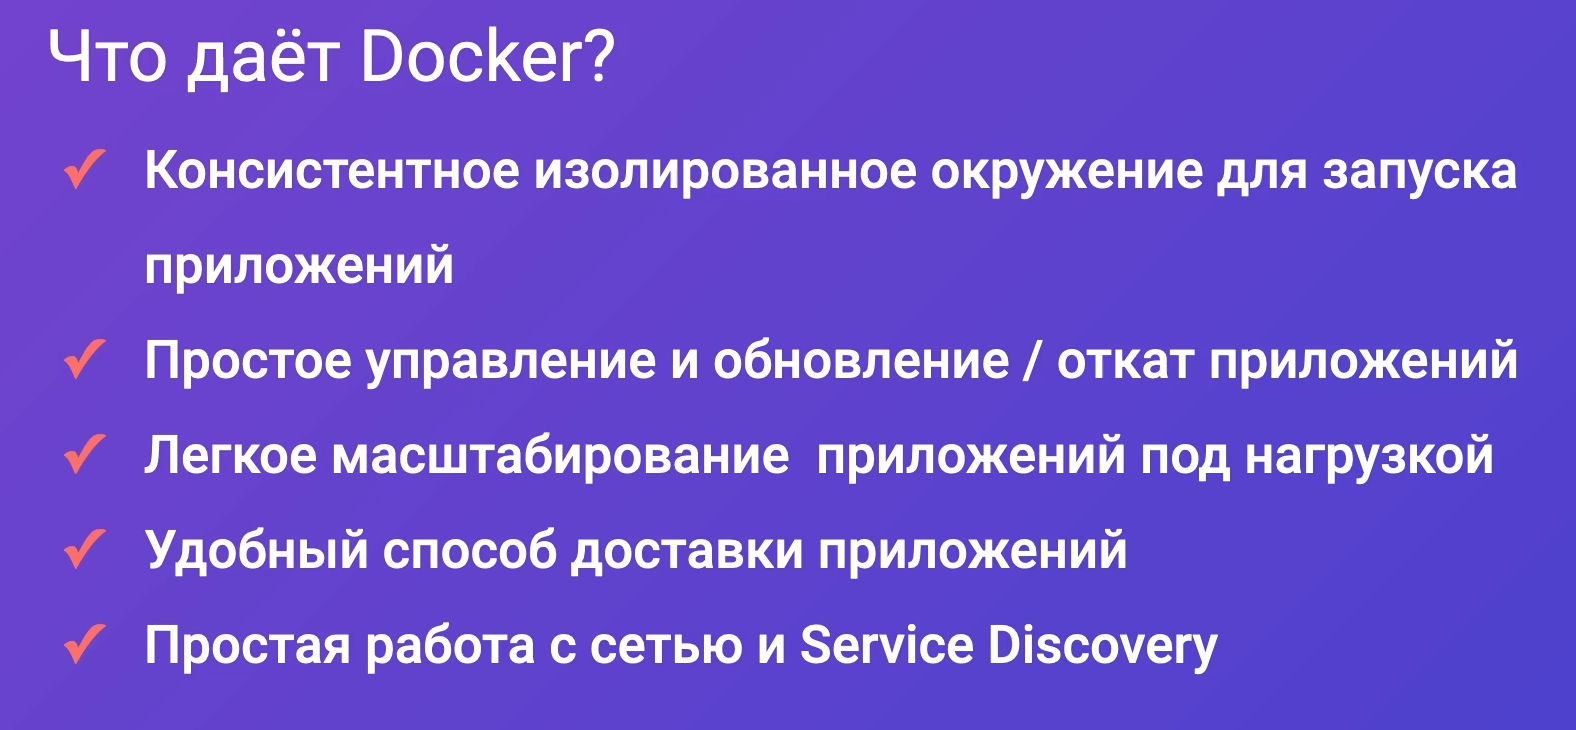 Что даёт Docker?
✓ Консистентное изолированное окружение для запуска
приложений
✓ Простое управление и обновление / откат приложений
✓ Легкое масштабирование  приложений под нагрузкой
✓ Удобный способ доставки приложений
✓ Простая работа с сетью и Service Discovery